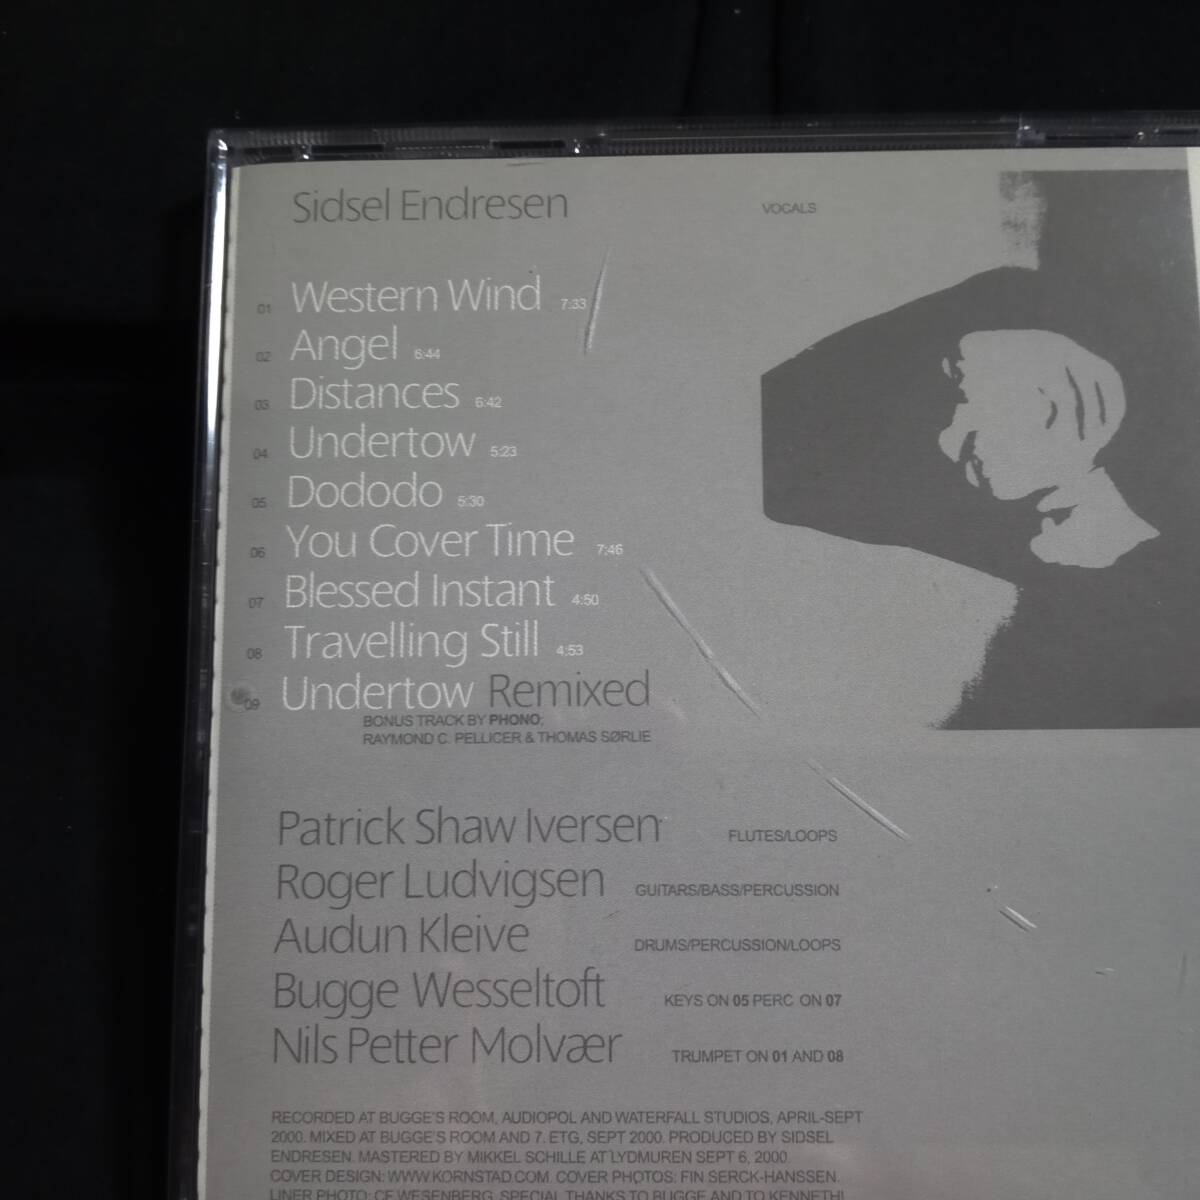 Sidsel Endresen VOCALS
01 Western Wind 7:33
02 Angel 6:44
03 Distances 6:42
04 Undertow 5:23
05 Dododo 5:30
06 You Cover Time 7:46
07 Blessed Instant 4:50
08 Travelling Still 4:53
09 Undertow Remixed
BONUS TRACK BY PHONO;
RAYMOND C. PELLICER & THOMAS SØRLIE
Patrick Shaw Iversen FLUTES/LOOPS
Roger Ludvigsen GUITARS/BASS/PERCUSSION
Audun Kleive DRUMS/PERCUSSION/LOOPS
Bugge Wesseltoft KEYS ON 05 PERC ON 07
Nils Petter Molvær TRUMPET ON 01 AND 08
RECORDED AT BUGGE'S ROOM, AUDIOPOL AND WATERFALL STUDIOS, APRIL-SEPT
2000. MIXED AT BUGGE'S ROOM AND 7. ETG, SEPT 2000. PRODUCED BY SIDSEL
ENDRESEN. MASTERED BY MIKKEL SCHILLE AT LYDMUREN SEPT 6, 2000.
COVER DESIGN: WWW.KORNSTAD.COM. COVER PHOTOS: FIN SERCK-HANSSEN.
LINER PHOTO: CF WESENBERG. SPECIAL THANKS TO BUGGE AND TO